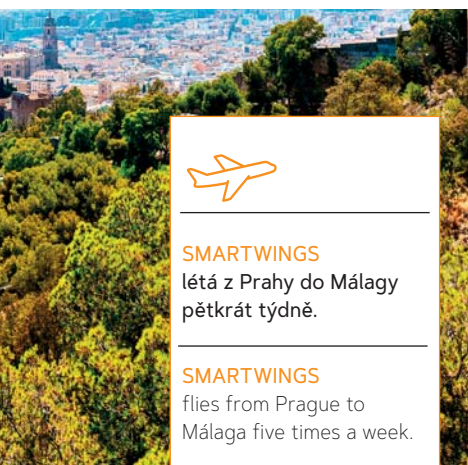 SMARTWINGS
létá z Prahy do Málagy
pětkrát týdně.
SMARTWINGS
flies from Prague to
Málaga five times a week.